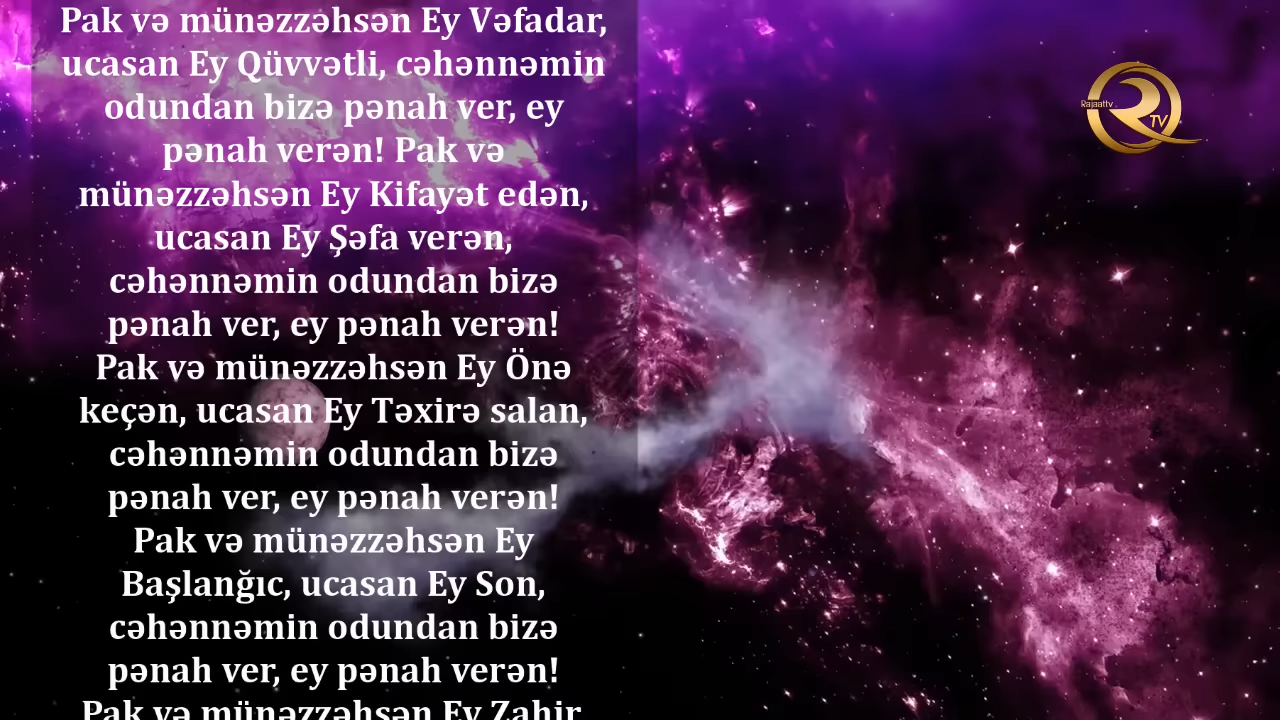 Pak və münəzzəhsən Ey Vəfadar,
ucasan Ey Qüvvətli, cəhənnəmin
odundan bizə pənah ver, ey
pənah verən! Pak və
münəzzəhsən Ey Kifayət edən,
ucasan Ey Şəfa verən,
cəhənnəmin odundan bizə
pənah ver, ey pənah verən!
Pak və münəzzəhsən Ey Önə
keçən, ucasan Ey Təxirə salan,
cəhənnəmin odundan bizə
pənah ver, ey pənah verən!
Pak və münəzzəhsən Ey
Başlanğıc, ucasan Ey Son,
cəhənnəmin odundan bizə
pənah ver, ey pənah verən!
Pak və münəzzəhsən Ey Zahir
Rajaattv
TV